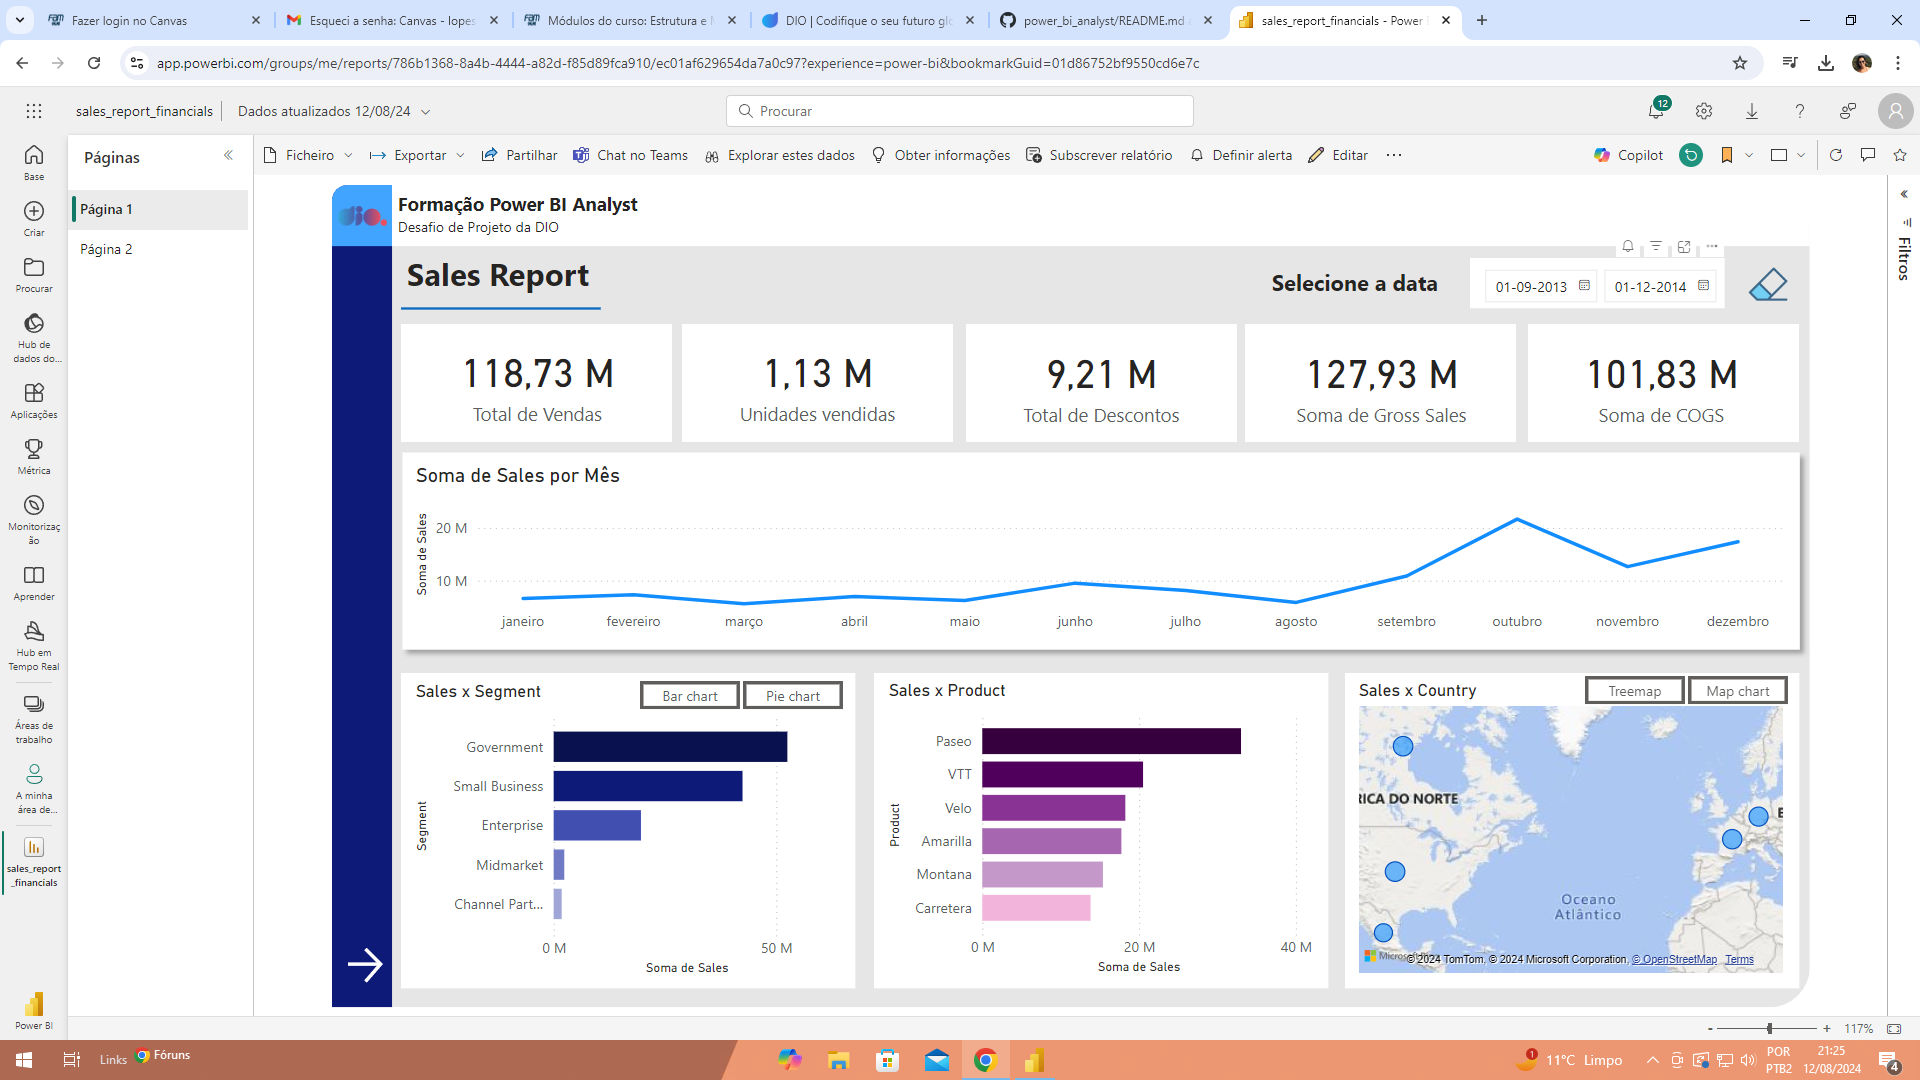 Fazer login no Canvas
Esqueci a senha: Canvas - lopes
Módulos do curso: Estrutura e M
DIO | Codifique o seu futuro glo
power_bi_analyst/README.md
sales_report_financials - Power
app.powerbi.com/groups/me/reports/786b1368-8a4b-4444-a82d-f85d89fca910/ec01af629654da7a0c97?experience=power-bi&bookmarkGuid=01d86752bf9550cd6e7c
sales_report_financials
Dados atualizados 12/08/24
Procurar
12
Base
Criar
Procurar
Hub de
dados do...
Aplicações
Métrica
Monitorizaç
ão
Aprender
Hub em
Tempo Real
Áreas de
trabalho
A minha
área de...
sales_report
_financials
Power BI
Páginas
Página 1
Página 2
Ficheiro
Exportar
Partilhar
Chat no Teams
Explorar estes dados
Obter informações
Subscrever relatório
Definir alerta
Editar
Copilot
Filtros
dio.
Formação Power BI Analyst
Desafio de Projeto da DIO
Sales Report
Selecione a data
01-09-2013
01-12-2014
118,73 M
Total de Vendas
1,13 M
Unidades vendidas
9,21 M
Total de Descontos
127,93 M
Soma de Gross Sales
101,83 M
Soma de COGS
Soma de Sales por Mês
Soma de Sales
20 M
10 M
janeiro
fevereiro
março
abril
maio
junho
julho
agosto
setembro
outubro
novembro
dezembro
Sales x Segment
Bar chart
Pie chart
Segment
Government
Small Business
Enterprise
Midmarket
Channel Part...
0 M
50 M
Soma de Sales
Sales x Product
Product
Paseo
VTT
Velo
Amarilla
Montana
Carretera
0 M
20 M
40 M
Soma de Sales
Sales x Country
Treemap
Map chart
RICA DO NORTE
E
Oceano
Atlântico
© 2024 TomTom, © 2024 Microsoft Corporation, © OpenStreetMap Terms
- + 117%
Links
Fóruns
1
11°C Limpo
POR
PTB2
21:25
12/08/2024
4